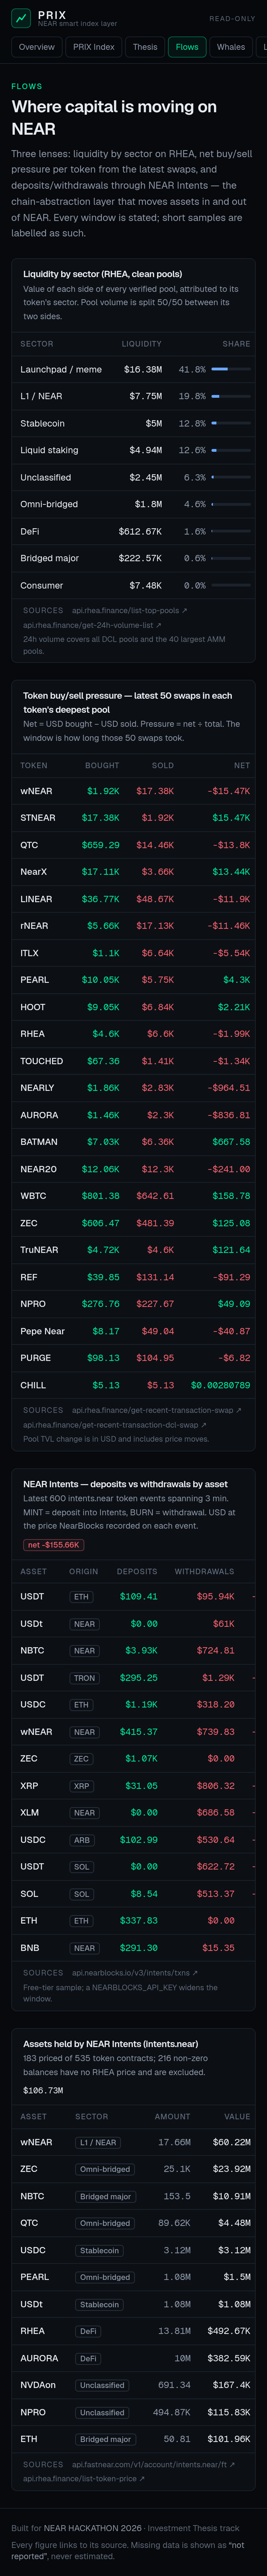 PRIX
NEAR smart index layer
READ-ONLY
Overview PRIX Index Thesis Flows Whales L
FLOWS
Where capital is moving on
NEAR
Three lenses: liquidity by sector on RHEA, net buy/sell
pressure per token from the latest swaps, and
deposits/withdrawals through NEAR Intents — the
chain-abstraction layer that moves assets in and out
of NEAR. Every window is stated; short samples are
labelled as such.
Liquidity by sector (RHEA, clean pools)
Value of each side of every verified pool, attributed to its
token's sector. Pool volume is split 50/50 between its
two sides.
SECTOR LIQUIDITY SHARE
Launchpad / meme $16.38M 41.8%
L1 / NEAR $7.75M 19.8%
Stablecoin $5M 12.8%
Liquid staking $4.94M 12.6%
Unclassified $2.45M 6.3%
Omni-bridged $1.8M 4.6%
DeFi $612.67K 1.6%
Bridged major $222.57K 0.6%
Consumer $7.48K 0.0%
SOURCES api.rhea.finance/list-top-pools ↗
api.rhea.finance/get-24h-volume-list ↗
24h volume covers all DCL pools and the 40 largest AMM
pools.
Token buy/sell pressure — latest 50 swaps in each
token's deepest pool
Net = USD bought − USD sold. Pressure = net ÷ total. The
window is how long those 50 swaps took.
TOKEN BOUGHT SOLD NET
wNEAR $1.92K $17.38K -$15.47K
STNEAR $17.38K $1.92K $15.47K
QTC $659.29 $14.46K -$13.8K
NearX $17.11K $3.66K $13.44K
LINEAR $36.77K $48.67K -$11.9K
rNEAR $5.66K $17.13K -$11.46K
ITLX $1.1K $6.64K -$5.54K
PEARL $10.05K $5.75K $4.3K
HOOT $9.05K $6.84K $2.21K
RHEA $4.6K $6.6K -$1.99K
TOUCHED $67.36 $1.41K -$1.34K
NEARLY $1.86K $2.83K -$964.51
AURORA $1.46K $2.3K -$836.81
BATMAN $7.03K $6.36K $667.58
NEAR20 $12.06K $12.3K -$241.00
WBTC $801.38 $642.61 $158.78
ZEC $606.47 $481.39 $125.08
TruNEAR $4.72K $4.6K $121.64
REF $39.85 $131.14 -$91.29
NPRO $276.76 $227.67 $49.09
Pepe Near $8.17 $49.04 -$40.87
PURGE $98.13 $104.95 -$6.82
CHILL $5.13 $5.13 $0.00280789
SOURCES api.rhea.finance/get-recent-transaction-swap ↗
api.rhea.finance/get-recent-transaction-dcl-swap ↗
Pool TVL change is in USD and includes price moves.
NEAR Intents — deposits vs withdrawals by asset
Latest 600 intents.near token events spanning 3 min.
MINT = deposit into Intents, BURN = withdrawal. USD at
the price NearBlocks recorded on each event.
net -$155.66K
ASSET ORIGIN DEPOSITS WITHDRAWALS
USDT ETH $109.41 $95.94K -
USDt NEAR $0.00 $61K
NBTC NEAR $3.93K $724.81
USDT TRON $295.25 $1.29K -
USDC ETH $1.19K $318.20
wNEAR NEAR $415.37 $739.83 -
ZEC ZEC $1.07K $0.00
XRP XRP $31.05 $806.32 -
XLM NEAR $0.00 $686.58 -
USDC ARB $102.99 $530.64 -
USDT SOL $0.00 $622.72 -
SOL SOL $8.54 $513.37 -
ETH ETH $337.83 $0.00
BNB NEAR $291.30 $15.35
SOURCES api.nearblocks.io/v3/intents/txns ↗
Free-tier sample; a NEARBLOCKS_API_KEY widens the
window.
Assets held by NEAR Intents (intents.near)
183 priced of 535 token contracts; 216 non-zero
balances have no RHEA price and are excluded.
$106.73M
ASSET SECTOR AMOUNT VALUE
wNEAR L1 / NEAR 17.66M $60.22M
ZEC Omni-bridged 25.1K $23.92M
NBTC Bridged major 153.5 $10.91M
QTC Omni-bridged 89.62K $4.48M
USDC Stablecoin 3.12M $3.12M
PEARL Omni-bridged 1.08M $1.5M
USDt Stablecoin 1.08M $1.08M
RHEA DeFi 13.81M $492.67K
AURORA DeFi 10M $382.59K
NVDAon Unclassified 691.34 $167.4K
NPRO Unclassified 494.87K $115.83K
ETH Bridged major 50.81 $101.96K
SOURCES api.fastnear.com/v1/account/intents.near/ft ↗
api.rhea.finance/list-token-price ↗
Built for NEAR HACKATHON 2026 · Investment Thesis track
Every figure links to its source. Missing data is shown as “not
reported”, never estimated.